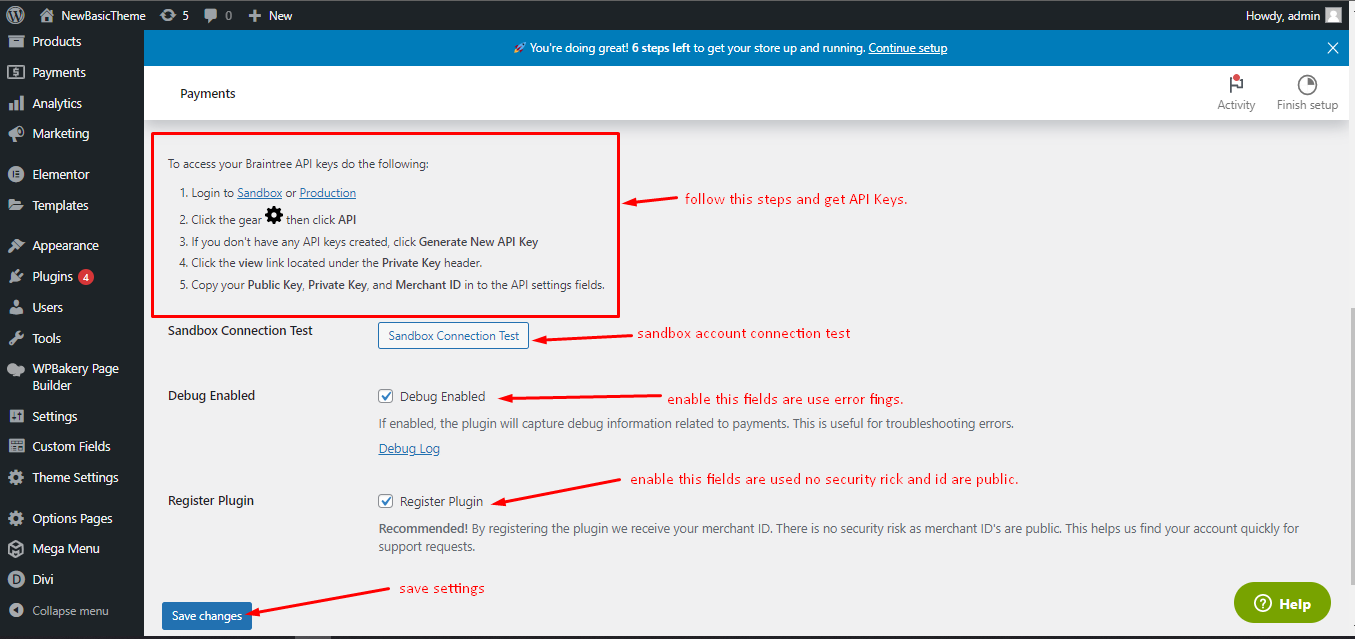 NewBasicTheme 5 0 New Howdy, admin
Products
Payments
Analytics
Marketing
Elementor
Templates
Appearance
Plugins 4
Users
Tools
WPBakery Page
Builder
Settings
Custom Fields
Theme Settings
Options Pages
Mega Menu
Divi
Collapse menu
🚀 You're doing great! 6 steps left to get your store up and running. Continue setup
Payments
Activity
Finish setup
To access your Braintree API keys do the following:
1. Login to Sandbox or Production
2. Click the gear then click API
3. If you don't have any API keys created, click Generate New API Key
4. Click the view link located under the Private Key header.
5. Copy your Public Key, Private Key, and Merchant ID in to the API settings fields.
follow this steps and get API Keys.
Sandbox Connection Test
Sandbox Connection Test
sandbox account connection test
Debug Enabled
Debug Enabled
enable this fields are use error fings.
If enabled, the plugin will capture debug information related to payments. This is useful for troubleshooting errors.
Debug Log
enable this fields are used no security rick and id are public.
Register Plugin
Register Plugin
Recommended! By registering the plugin we receive your merchant ID. There is no security risk as merchant ID's are public. This helps us find your account quickly for
support requests.
save settings
Save changes
Help